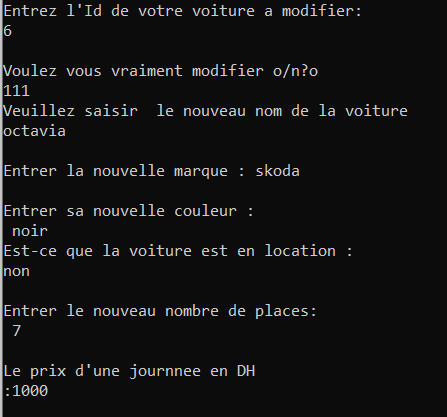 Entrez l'Id de votre voiture a modifier:
6
Voulez vous vraiment modifier o/n?o
111
Veuillez saisir  le nouveau nom de la voiture
octavia
Entrer la nouvelle marque : skoda
Entrer sa nouvelle couleur :
noir
Est-ce que la voiture est en location :
non
Entrer le nouveau nombre de places:
7
Le prix d'une journnee en DH
:1000